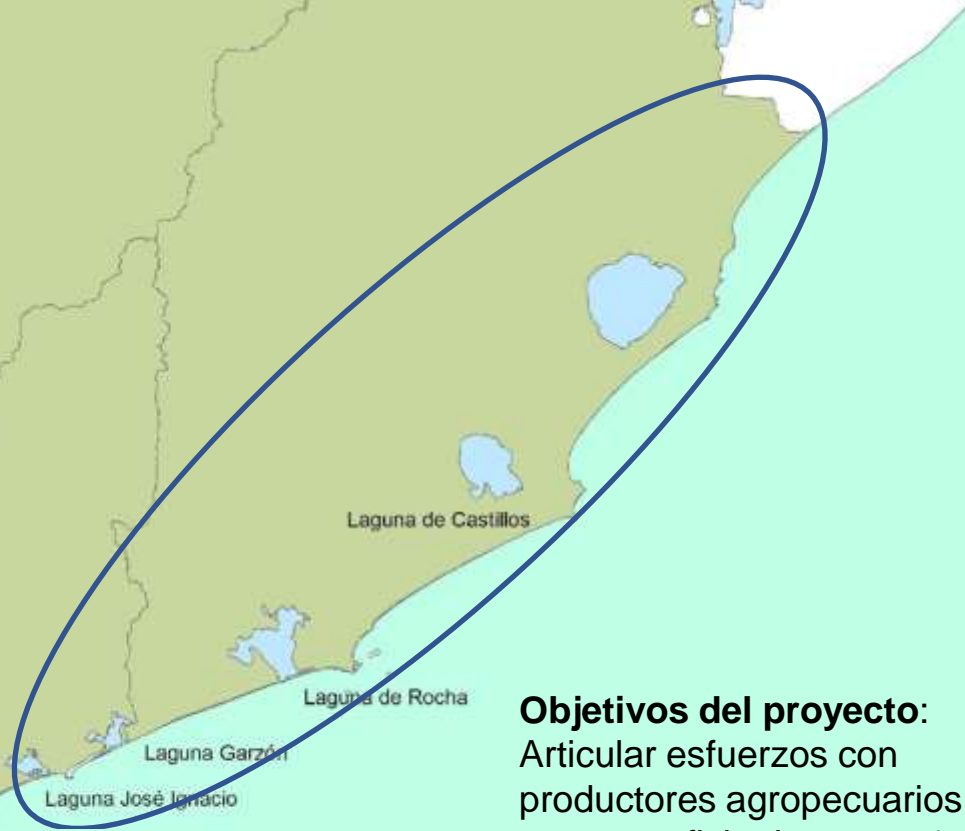 Laguna de Castillos
Laguna de Rocha
Laguna Garzón
Laguna José Ignacio
Objetivos del proyecto:
Articular esfuerzos con
productores agropecuarios